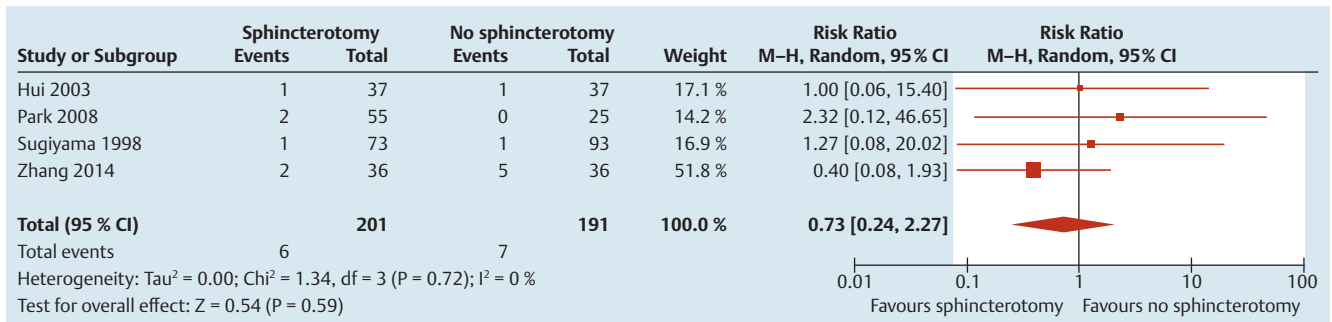 Sphincterotomy No sphincterotomy Risk Ratio Risk Ratio
Study or Subgroup Events Total Events Total Weight M–H, Random, 95% CI M–H, Random, 95% CI
Hui 2003 1 37 1 37 17.1 % 1.00 [0.06, 15.40]
Park 2008 2 55 0 25 14.2 % 2.32 [0.12, 46.65]
Sugiyama 1998 1 73 1 93 16.9 % 1.27 [0.08, 20.02]
Zhang 2014 2 36 5 36 51.8 % 0.40 [0.08, 1.93]
Total (95 % CI) 201 191 100.0 % 0.73 [0.24, 2.27]
Total events 6 7
Heterogeneity: Tau² = 0.00; Chi² = 1.34, df = 3 (P = 0.72); I² = 0 %
0.01 0.1 1 10 100
Test for overall effect: Z = 0.54 (P = 0.59) Favours sphincterotomy Favours no sphincterotomy